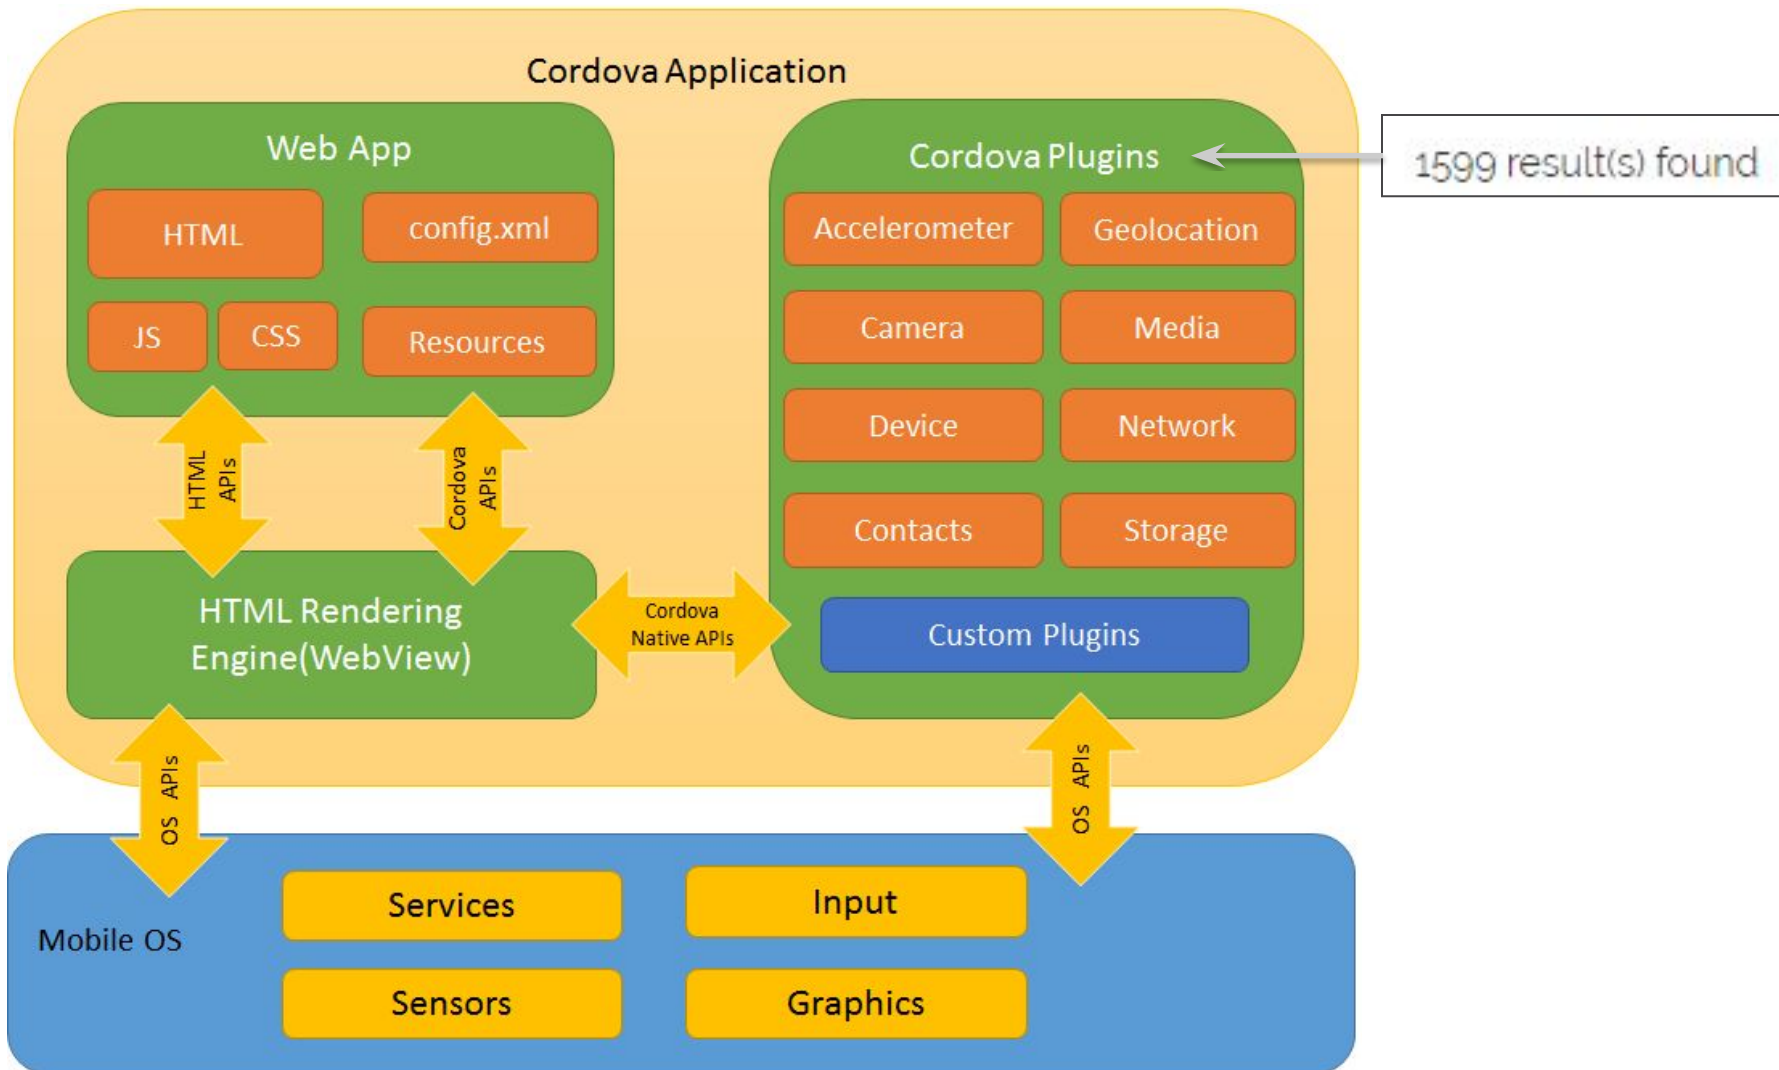 Cordova Application
Web App
HTML
config.xml
JS
CSS
Resources
Cordova Plugins
1599 result(s) found
Accelerometer
Geolocation
Camera
Media
Device
Network
Contacts
Storage
Custom Plugins
HTML
APIs
Cordova
APIs
HTML Rendering
Engine(WebView)
Cordova
Native APIs
OS APIs
OS APIs
Mobile OS
Services
Input
Sensors
Graphics